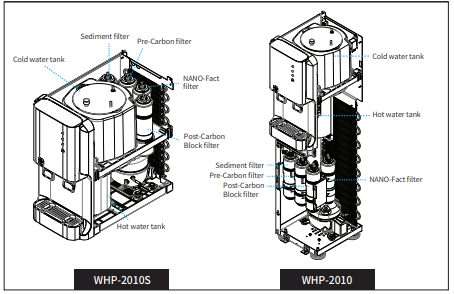 Sediment filter
Pre-Carbon filter
Cold water tank
NANO-Fact
filter
Post-Carbon
Block filter
Hot water tank
WHP-2010S
Cold water tank
Hot water tank
Sediment filter
Pre-Carbon filter
Post-Carbon
Block filter
NANO-Fact filter
WHP-2010